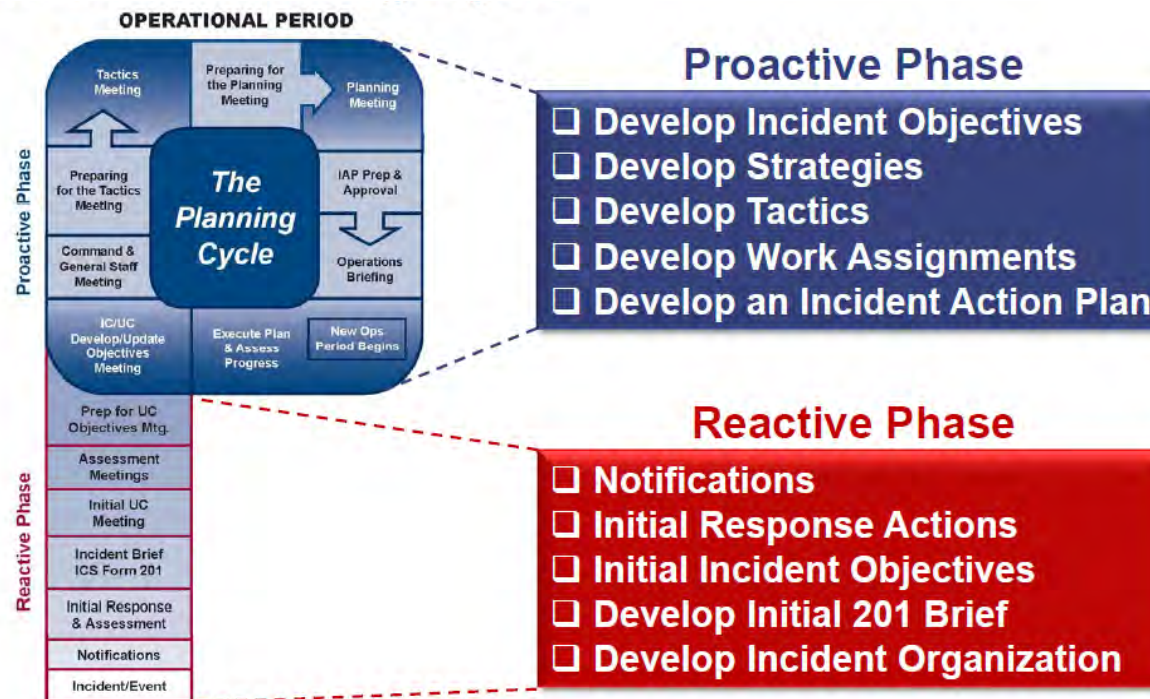 OPERATIONAL PERIOD
Tactics
Meeting
Preparing for
the Planning
Meeting
Planning
Meeting
Preparing
for the Tactics
Meeting
The
Planning
Cycle
IAP Prep &
Approval
Command &
General Staff
Meeting
Operations
Briefing
IC/UC
Develop/Update
Objectives
Meeting
Execute Plan
& Assess
Progress
New Ops
Period Begins
Proactive Phase
Prep for UC
Objectives Mtg.
Assessment
Meetings
Initial UC
Meeting
Incident Brief
ICS Form 201
Initial Response
& Assessment
Notifications
Incident/Event
Reactive Phase
Proactive Phase
Develop Incident Objectives
Develop Strategies
Develop Tactics
Develop Work Assignments
Develop an Incident Action Plan
Reactive Phase
Notifications
Initial Response Actions
Initial Incident Objectives
Develop Initial 201 Brief
Develop Incident Organization